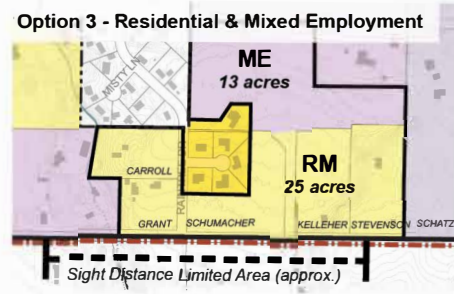 Option 3 - Residential & Mixed Employment
ME
13 acres
MISTY LN
CARROLL
RM
25 acres
GRANT SCHUMACHER KELLEHER STEVENSON SCHATZ
Sight Distance Limited Area (approx.)